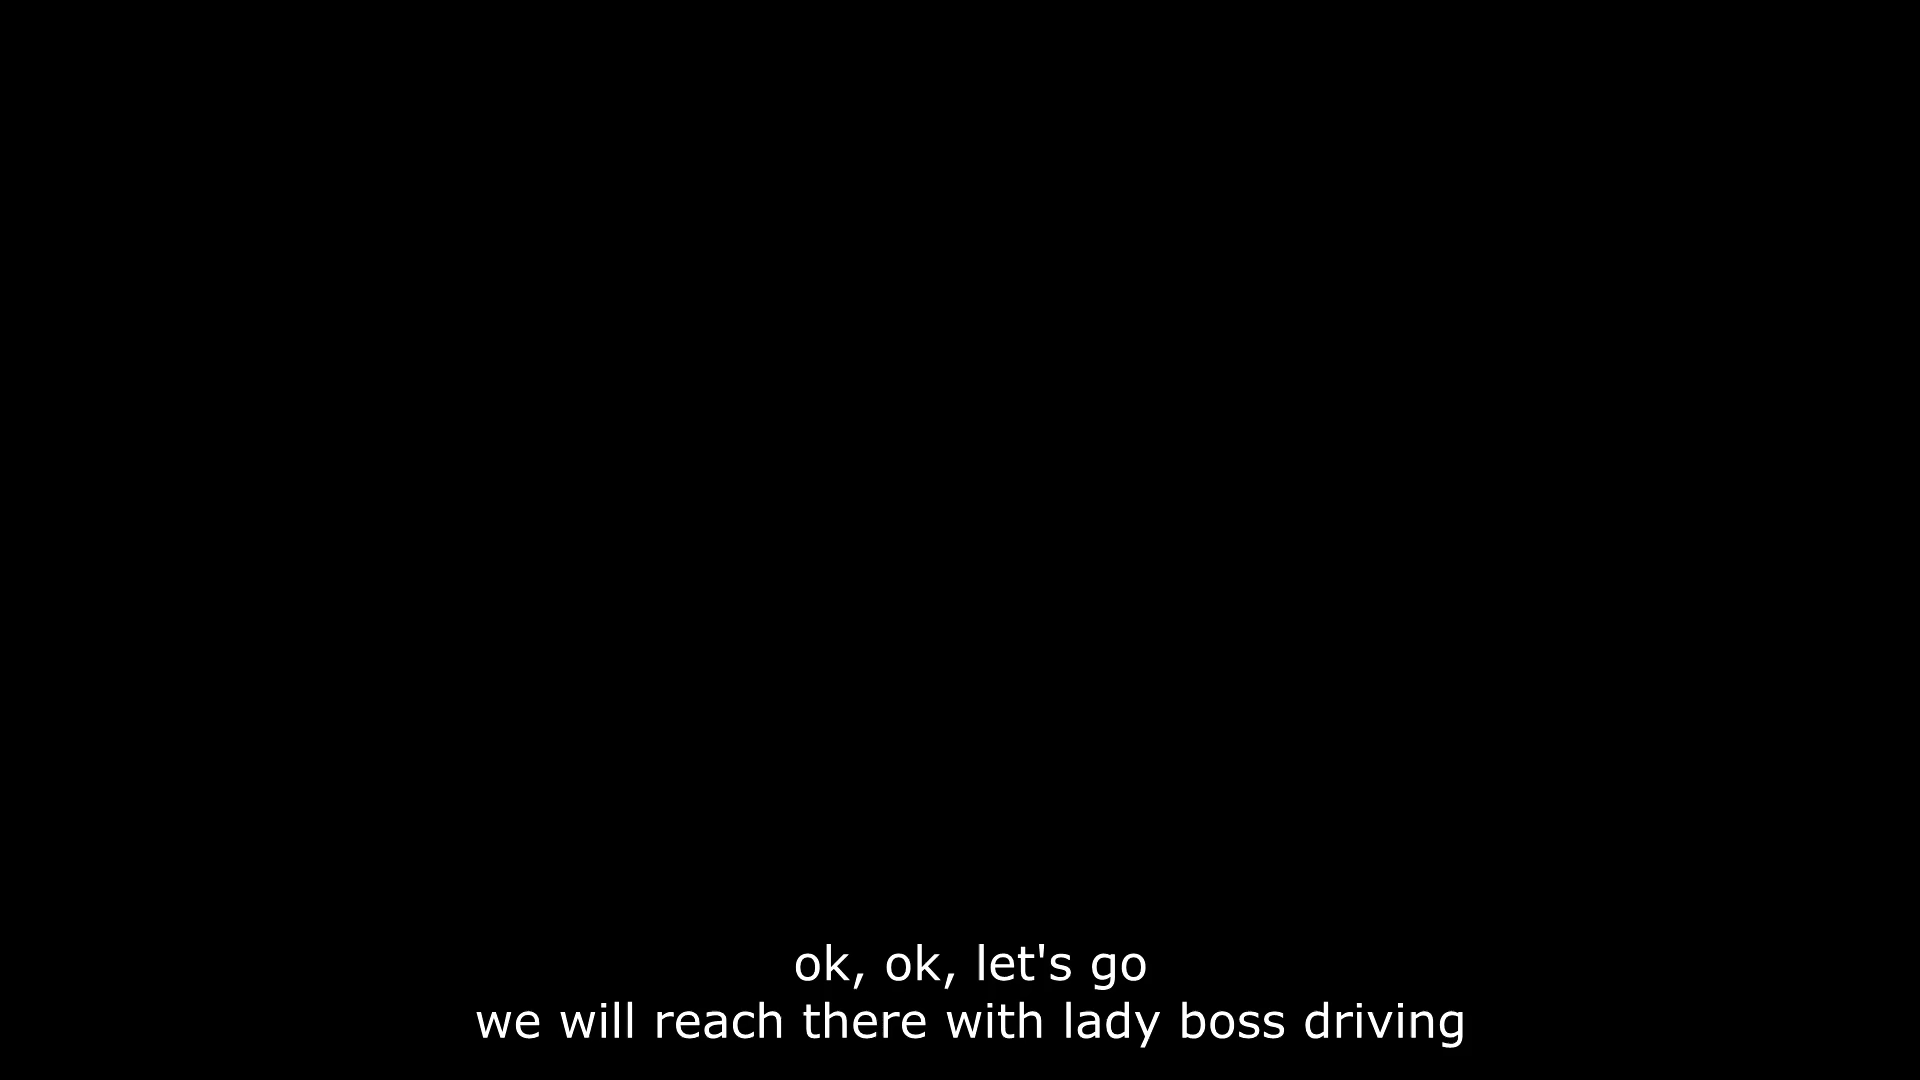 ok, ok, let's go
we will reach there with lady boss driving